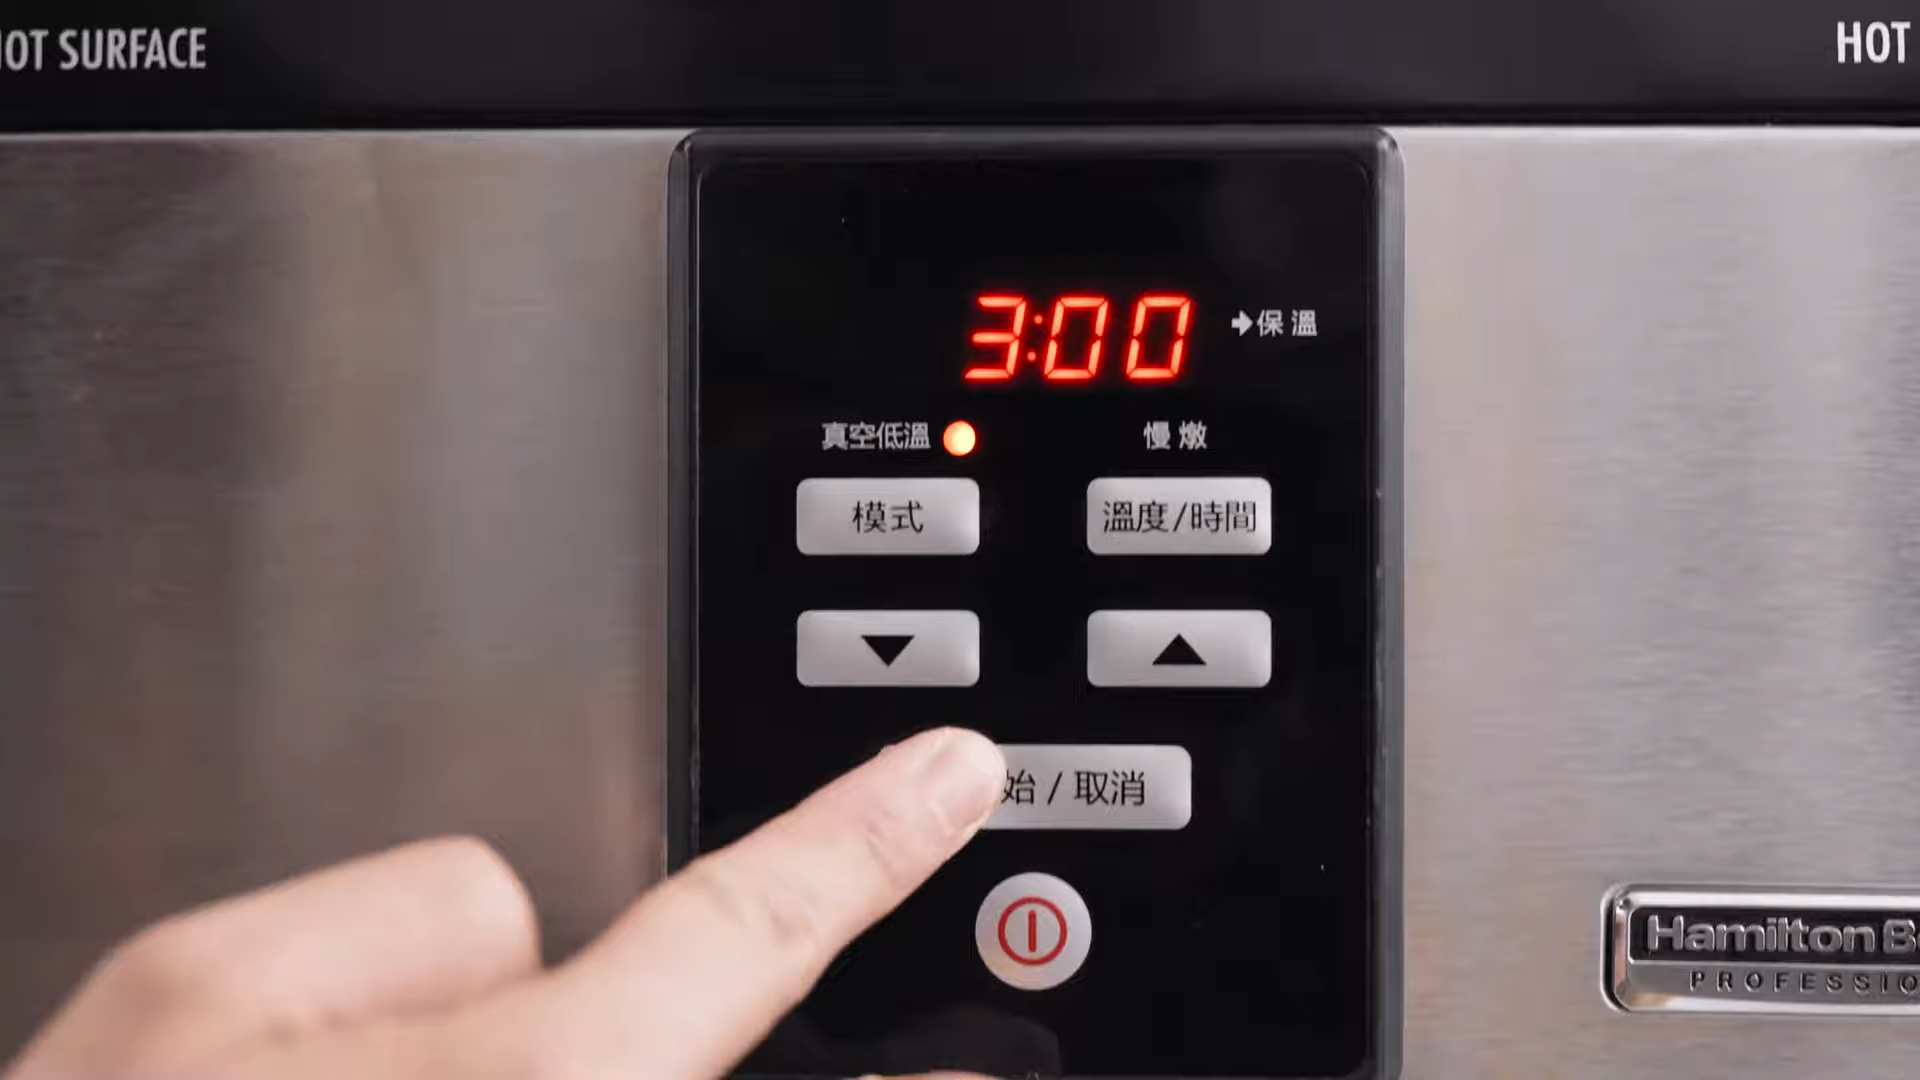 HOT SURFACE
HOT
3:00
➜保溫
真空低溫
慢燉
模式
溫度/時間
▼
▲
始 / 取消
Hamilton
PROFESSIO